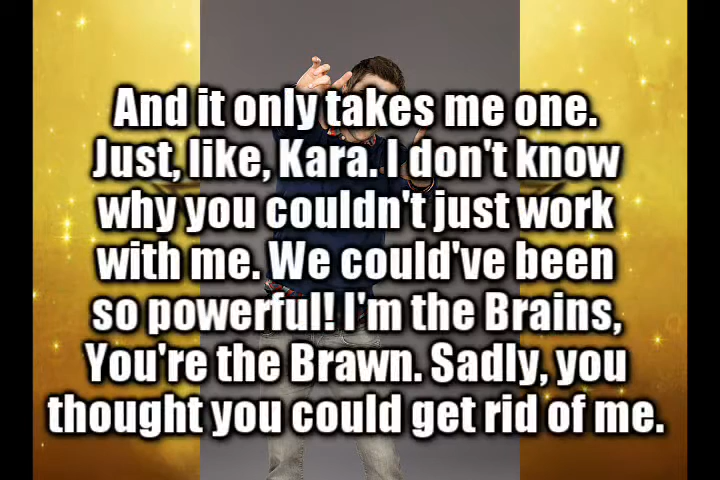 And it only takes me one.
Just, like, Kara. I don't know
why you couldn't just work
with me. We could've been
so powerful! I'm the Brains,
You're the Brawn. Sadly, you
thought you could get rid of me.